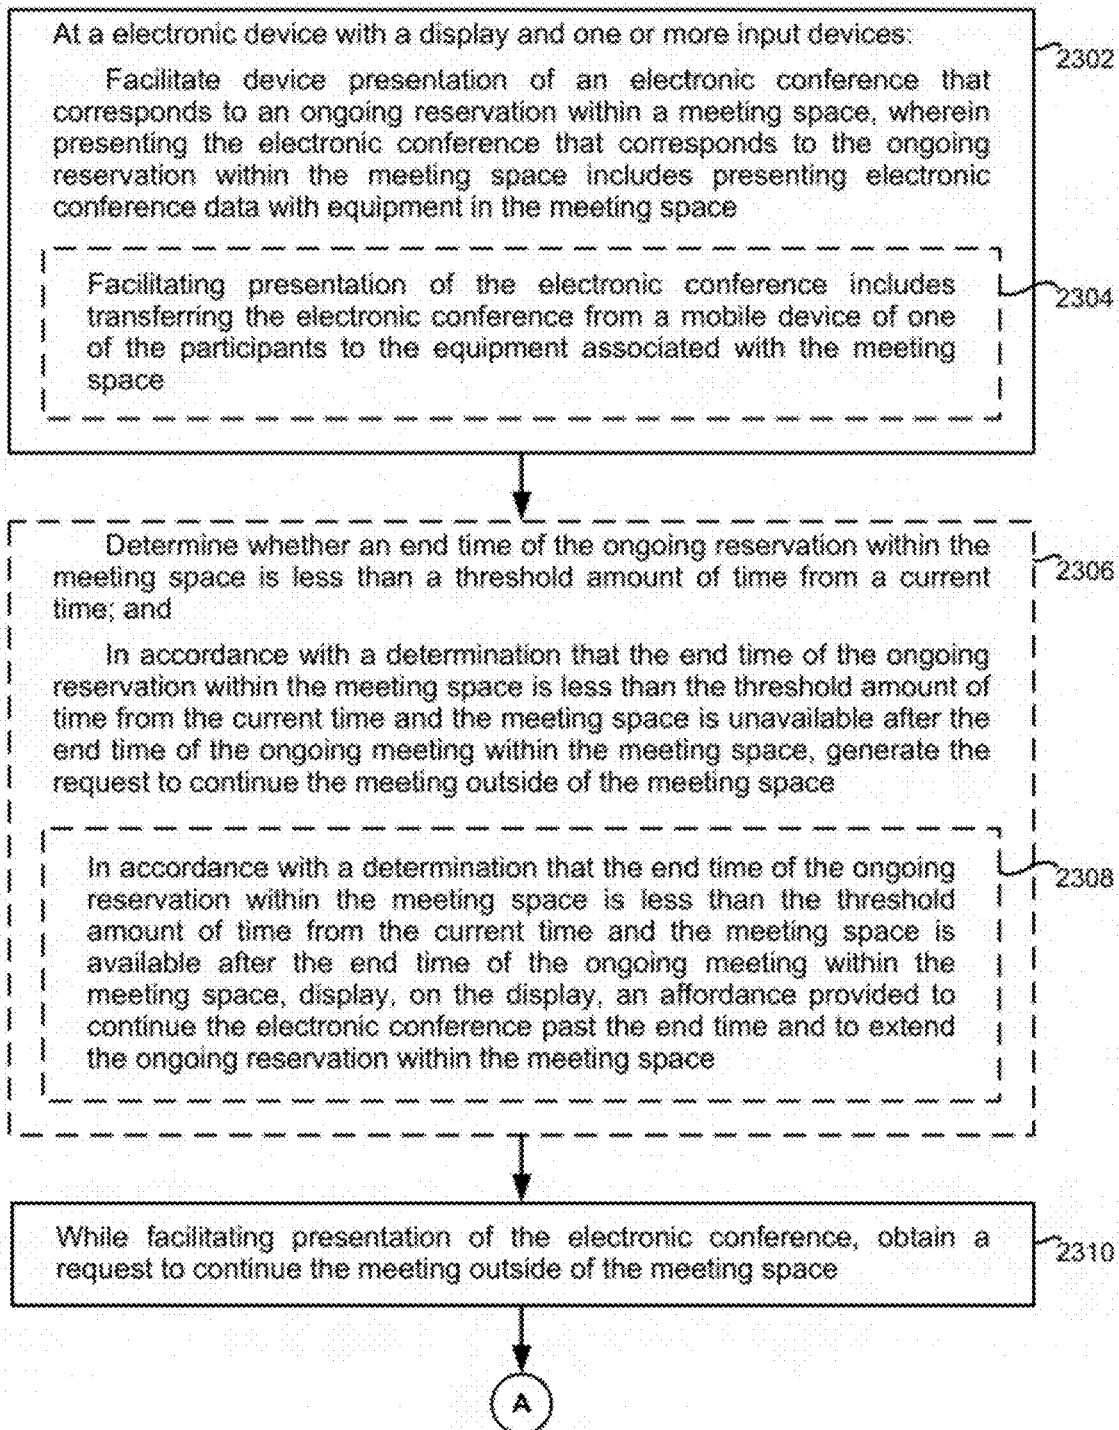 At a electronic device with a display and one or more input devices:
Facilitate device presentation of an electronic conference that
corresponds to an ongoing reservation within a meeting space, wherein
presenting the electronic conference that corresponds to the ongoing
reservation within the meeting space includes presenting electronic
conference data with equipment in the meeting space
2302
Facilitating presentation of the electronic conference includes
transferring the electronic conference from a mobile device of one
of the participants to the equipment associated with the meeting
space
2304
Determine whether an end time of the ongoing reservation within the
meeting space is less than a threshold amount of time from a current
time; and
In accordance with a determination that the end time of the ongoing
reservation within the meeting space is less than the threshold amount of
time from the current time and the meeting space is unavailable after the
end time of the ongoing meeting within the meeting space, generate the
request to continue the meeting outside of the meeting space
2306
In accordance with a determination that the end time of the ongoing
reservation within the meeting space is less than the threshold
amount of time from the current time and the meeting space is
available after the end time of the ongoing meeting within the
meeting space, display, on the display, an affordance provided to
continue the electronic conference past the end time and to extend
the ongoing reservation within the meeting space
2308
While facilitating presentation of the electronic conference, obtain a
request to continue the meeting outside of the meeting space
2310
A